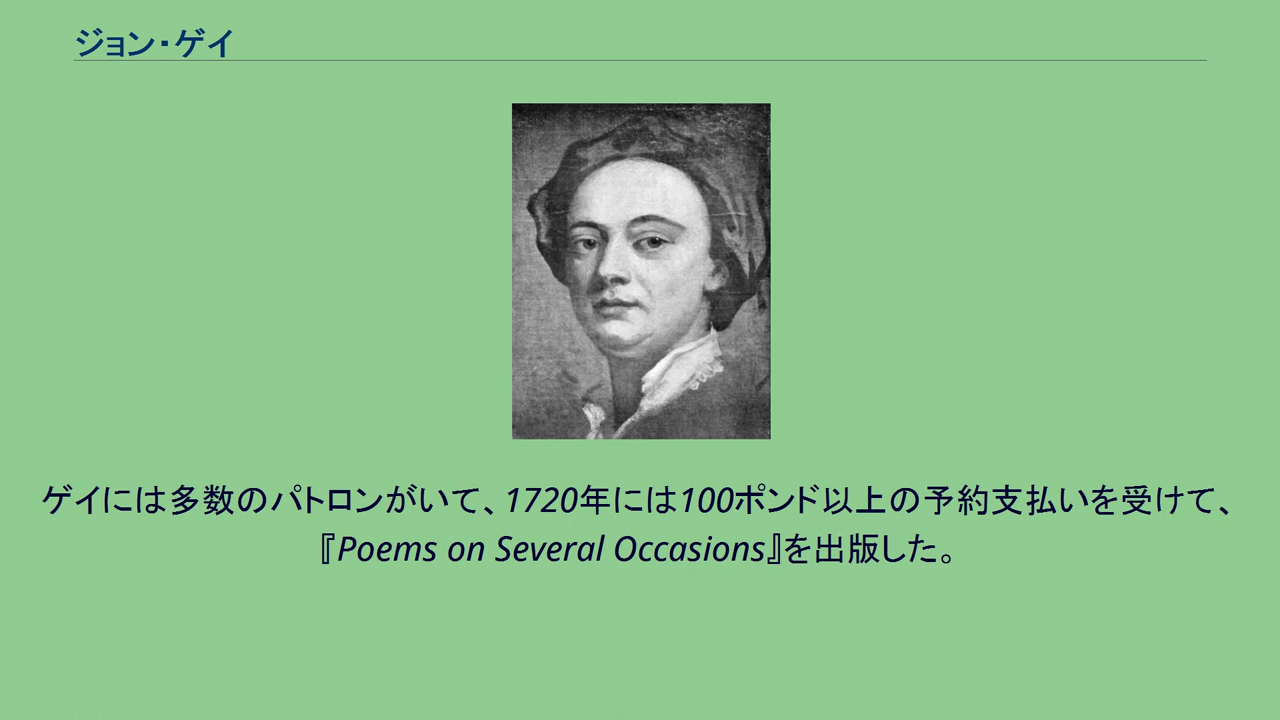 ジョン・ゲイ
ゲイには多数のパトロンがいて、1720年には100ポンド以上の予約支払いを受けて、
『Poems on Several Occasions』を出版した。